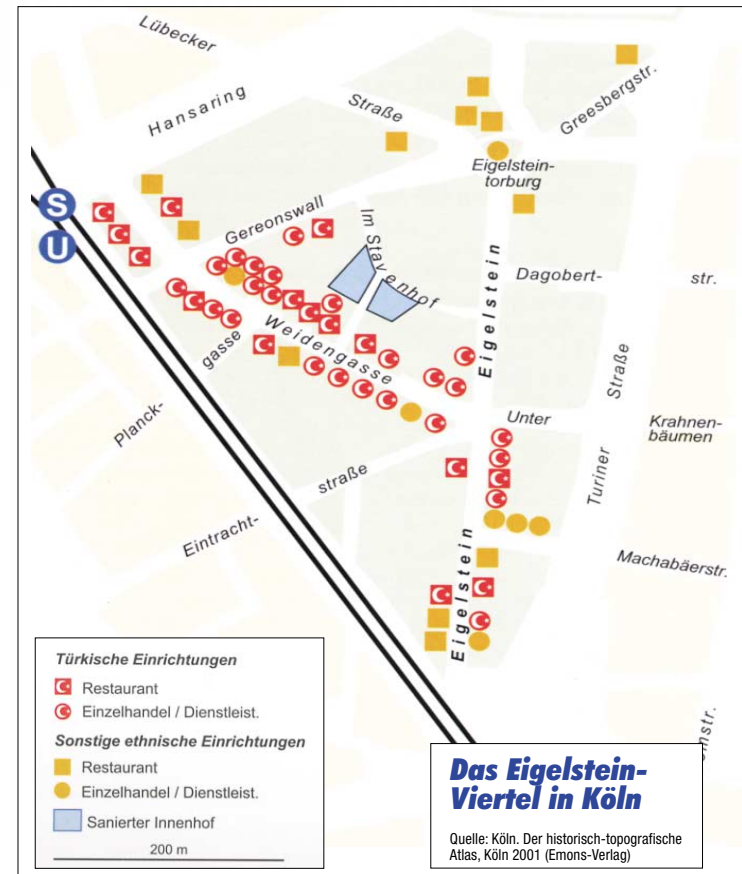 Lübecker
Straße
Hansaring
Greesbergstr.
Eigelstein-
torburg
Gereonswall
Im Stavenhof
S
U
Dagobert-
str.
Eigelstein
Weidengasse
Planck-
gasse
Unter
Krahnen-
bäumen
Turiner
Straße
Eintracht-
straße
Machabäerstr.
Eigelstein
Türkische Einrichtungen
Restaurant
Einzelhandel / Dienstleist.
Sonstige ethnische Einrichtungen
Restaurant
Einzelhandel / Dienstleist.
Sanierter Innenhof
200 m
Das Eigelstein-
Viertel in Köln
Quelle: Köln. Der historisch-topografische
Atlas, Köln 2001 (Emons-Verlag)